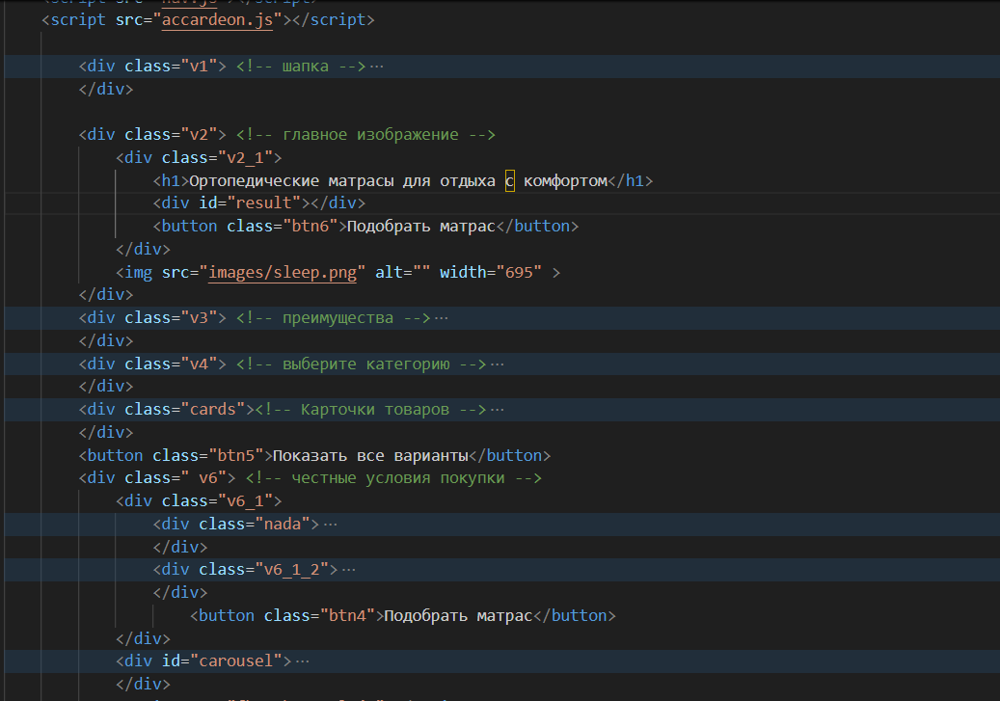 <script src="accardeon.js"></script>
<div class="v1"> <!-- шапка -->···
</div>
<div class="v2"> <!-- главное изображение -->
<div class="v2_1">
<h1>Ортопедические матрасы для отдыха с комфортом</h1>
<div id="result"></div>
<button class="btn6">Подобрать матрас</button>
</div>
<img src="images/sleep.png" alt="" width="695" >
</div>
<div class="v3"> <!-- преимущества -->···
</div>
<div class="v4"> <!-- выберите категорию -->···
</div>
<div class="cards"><!-- Карточки товаров -->···
</div>
<button class="btn5">Показать все варианты</button>
<div class=" v6"> <!-- честные условия покупки -->
<div class="v6_1">
<div class="nada">···
</div>
<div class="v6_1_2">···
</div>
<button class="btn4">Подобрать матрас</button>
</div>
<div id="carousel">···
</div>